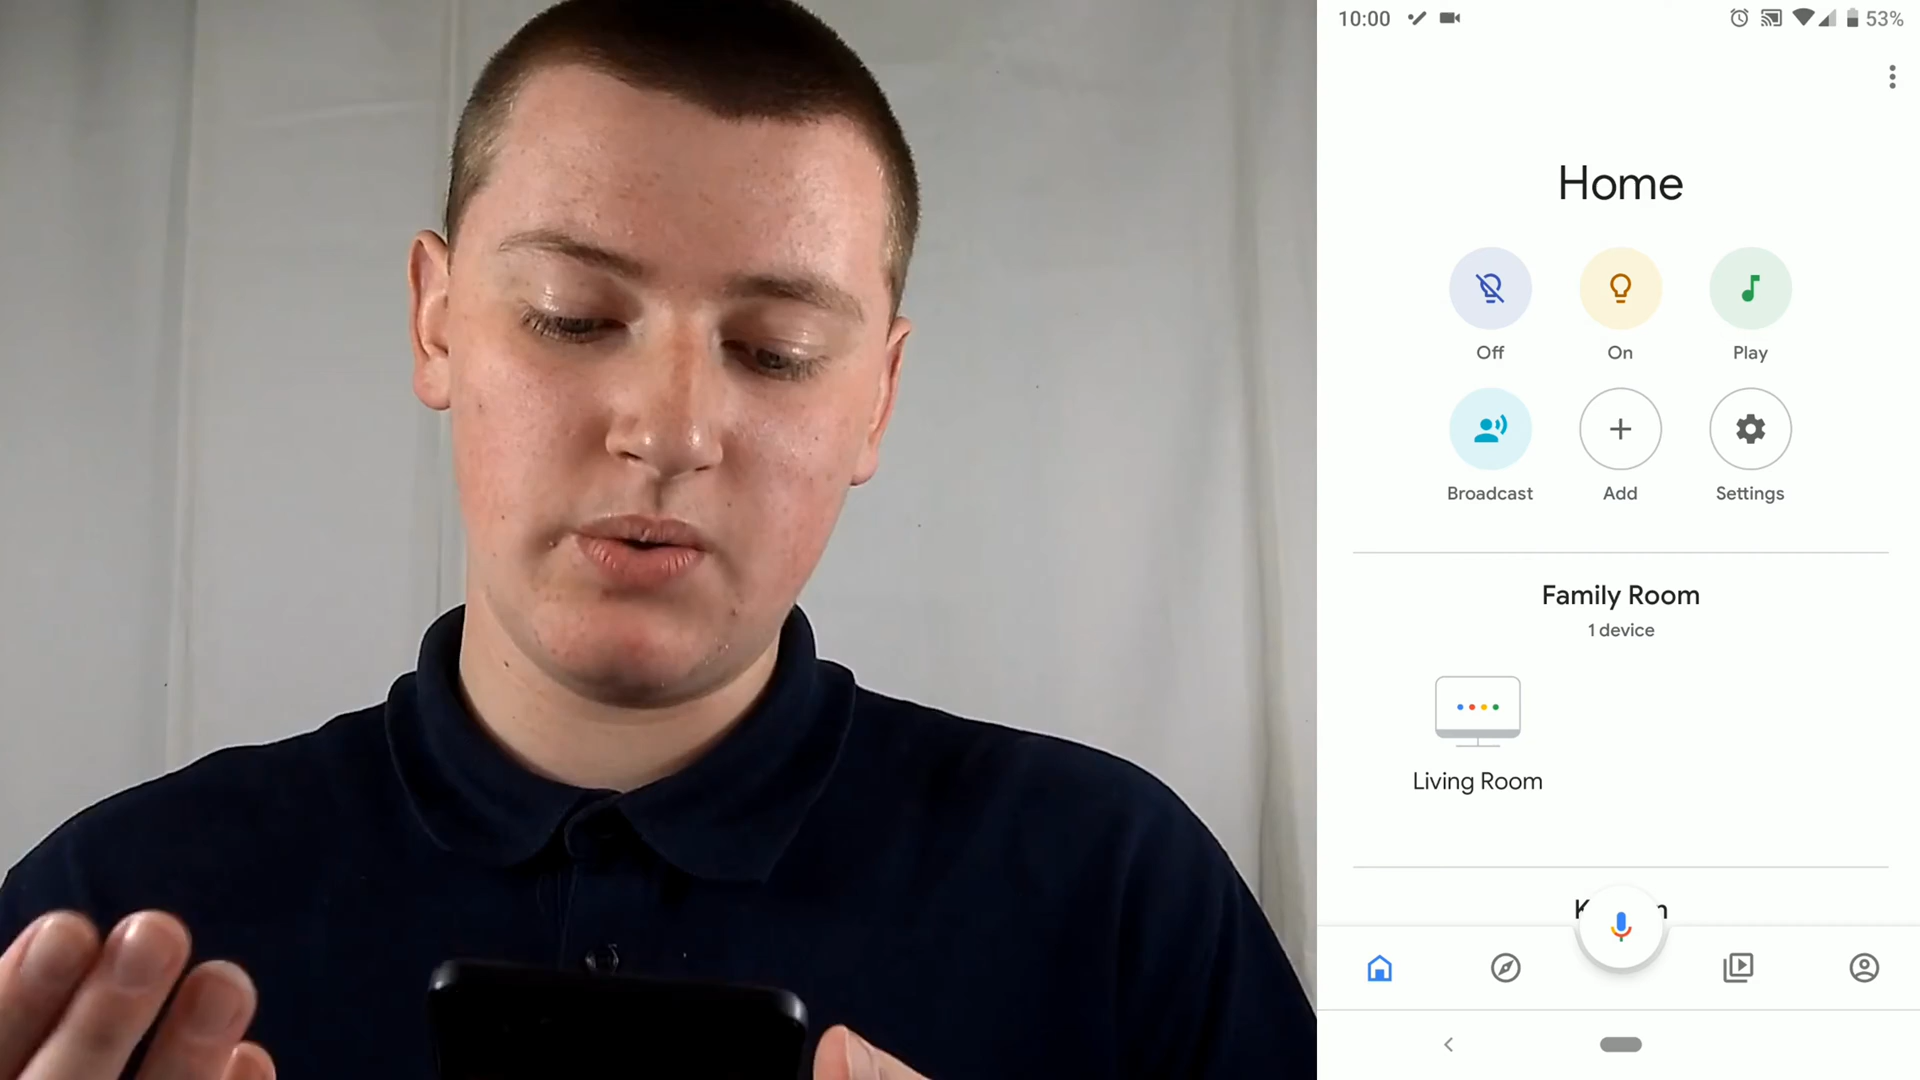 10:00
53%
Home
Off On Play
Broadcast Add Settings
Family Room
1 device
Living Room